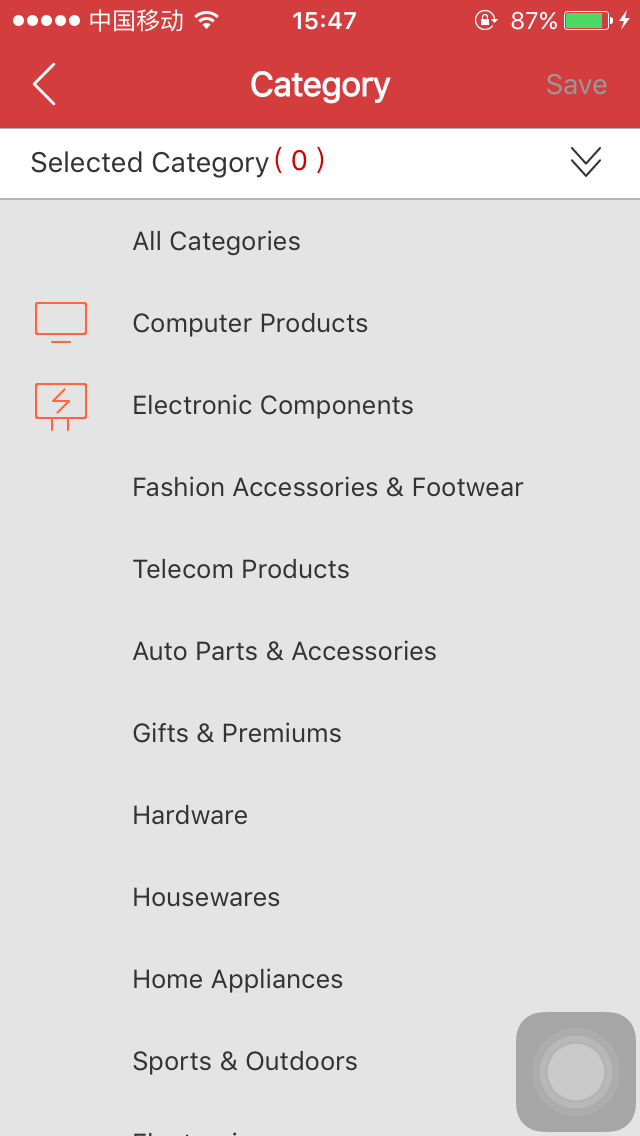 中国移动 15:47 87%
Category Save
Selected Category ( 0 )
All Categories
Computer Products
Electronic Components
Fashion Accessories & Footwear
Telecom Products
Auto Parts & Accessories
Gifts & Premiums
Hardware
Housewares
Home Appliances
Sports & Outdoors